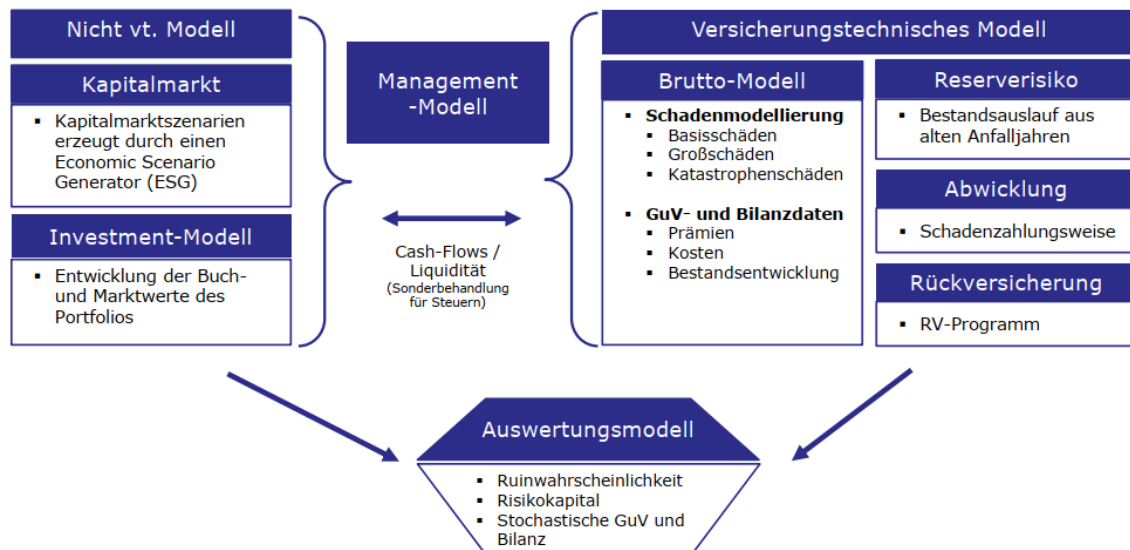 Nicht vt. Modell
Kapitalmarkt
▪ Kapitalmarktszenarien
erzeugt durch einen
Economic Scenario
Generator (ESG)
Investment-Modell
▪ Entwicklung der Buch-
und Marktwerte des
Portfolios
Management
-Modell
Cash-Flows /
Liquidität
(Sonderbehandlung
für Steuern)
Versicherungstechnisches Modell
Brutto-Modell
▪ Schadenmodellierung
▪ Basisschäden
▪ Großschäden
▪ Katastrophenschäden
▪ GuV- und Bilanzdaten
▪ Prämien
▪ Kosten
▪ Bestandsentwicklung
Reserverisiko
▪ Bestandsauslauf aus
alten Anfalljahren
Abwicklung
▪ Schadenzahlungsweise
Rückversicherung
▪ RV-Programm
Auswertungsmodell
▪ Ruinwahrscheinlichkeit
▪ Risikokapital
▪ Stochastische GuV und
Bilanz